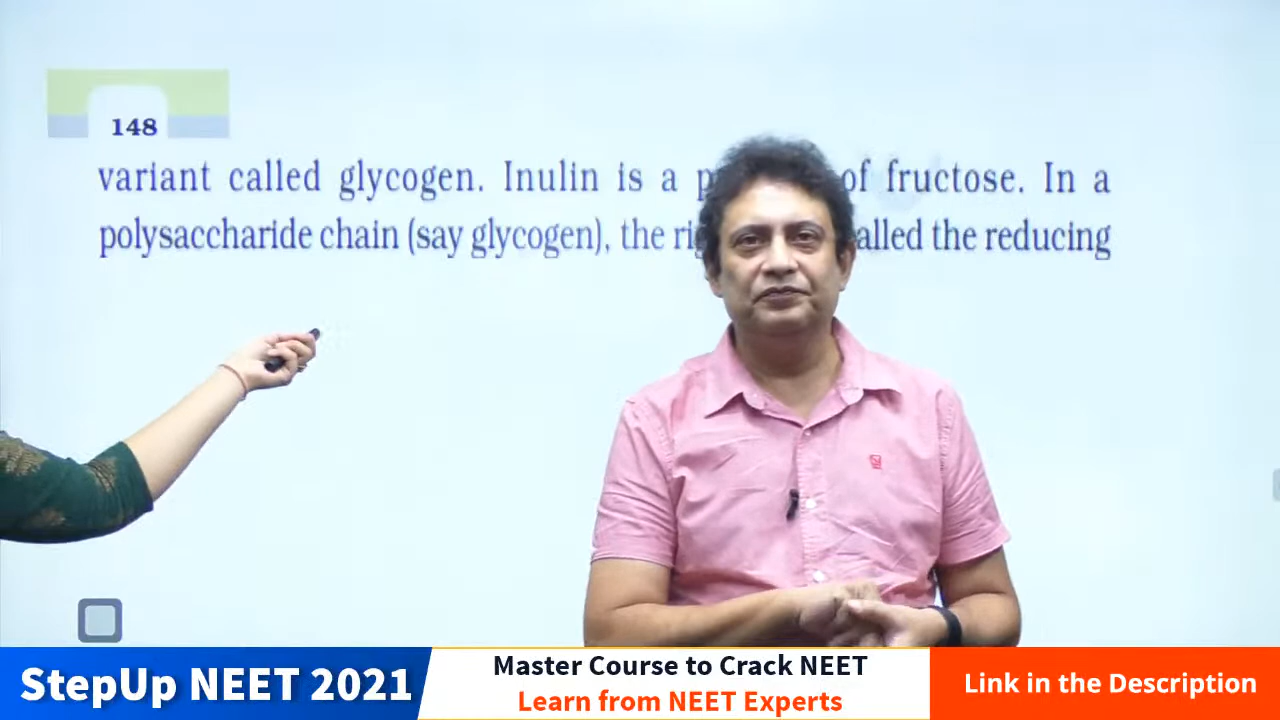 148
variant called glycogen. Inulin is a of fructose. In a
polysaccharide chain (say glycogen), the the reducing
StepUp NEET 2021
Master Course to Crack NEET
Learn from NEET Experts
Link in the Description